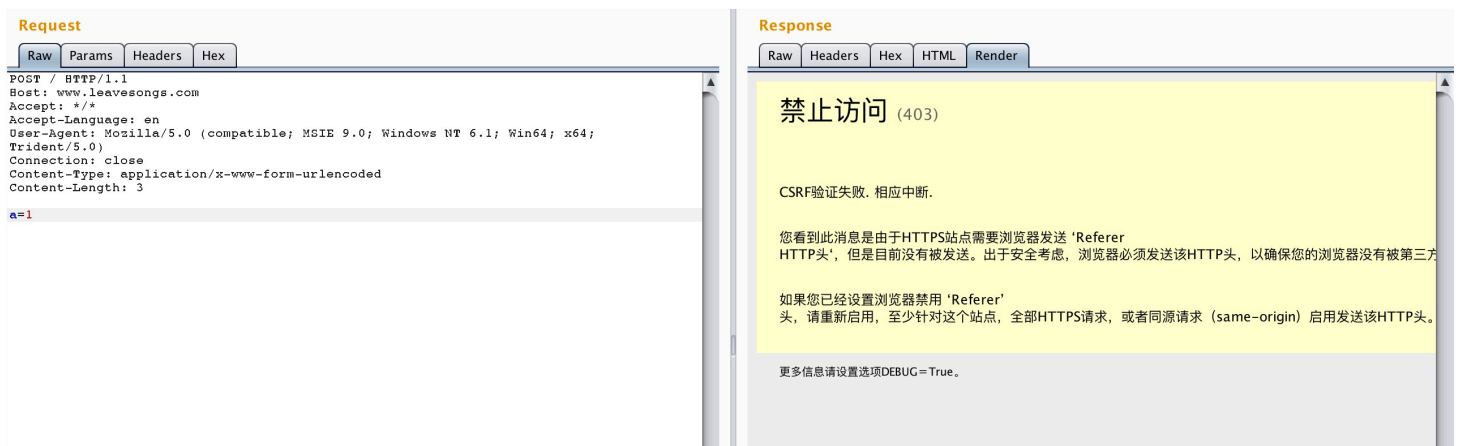 Request
Raw Params Headers Hex
POST / HTTP/1.1
Host: www.leavesongs.com
Accept: */*
Accept-Language: en
User-Agent: Mozilla/5.0 (compatible; MSIE 9.0; Windows NT 6.1; Win64; x64;
Trident/5.0)
Connection: close
Content-Type: application/x-www-form-urlencoded
Content-Length: 3
a=1
Response
Raw Headers Hex HTML Render
禁止访问 (403)
CSRF验证失败. 相应中断.
您看到此消息是由于HTTPS站点需要浏览器发送 ‘Referer
HTTP头‘，但是目前没有被发送。出于安全考虑，浏览器必须发送该HTTP头，以确保您的浏览器没有被第三方
如果您已经设置浏览器禁用 ‘Referer’
头，请重新启用，至少针对这个站点，全部HTTPS请求，或者同源请求（same-origin）启用发送该HTTP头。
更多信息请设置选项DEBUG=True。